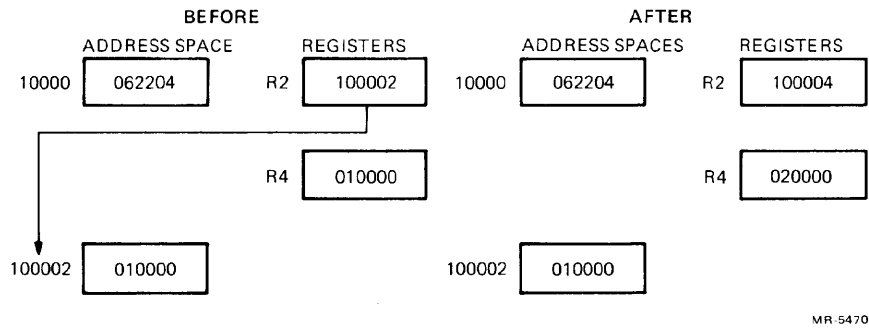 BEFORE AFTER
ADDRESS SPACE REGISTERS ADDRESS SPACES REGISTERS
10000 062204 R2 100002 10000 062204 R2 100004
R4 010000 R4 020000
100002 010000 100002 010000
MR-5470